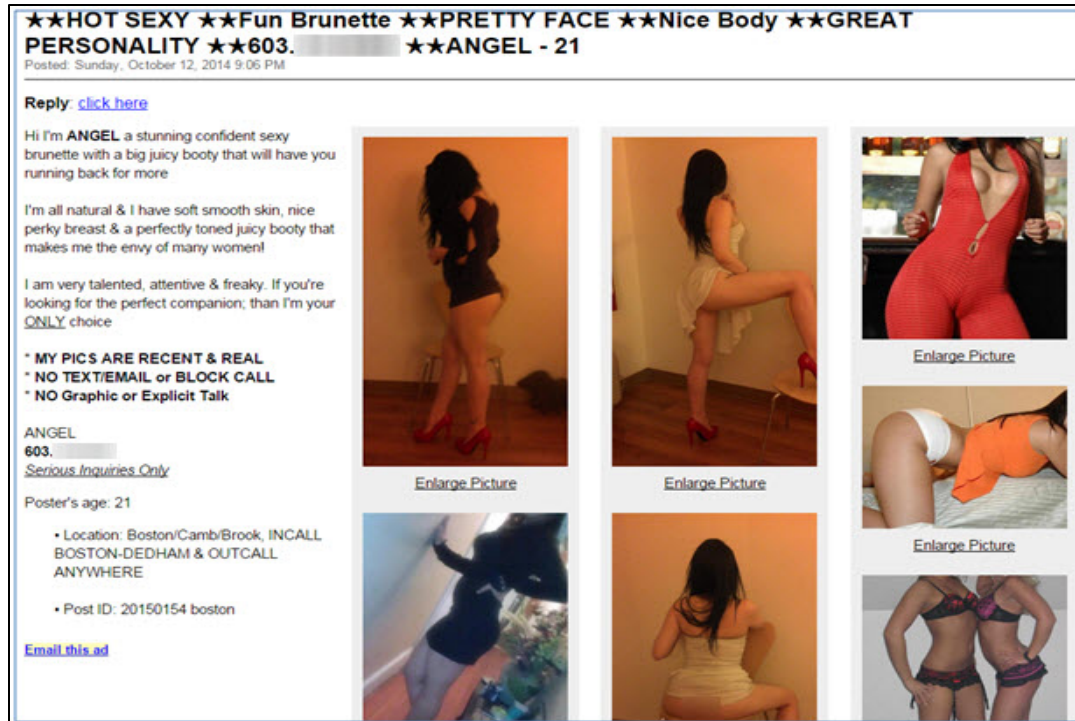 ★★HOT SEXY ★★Fun Brunette ★★PRETTY FACE ★★Nice Body ★★GREAT
PERSONALITY ★★603. ★★ANGEL - 21
Posted: Sunday, October 12, 2014 9:06 PM
Reply: click here
Hi I'm ANGEL a stunning confident sexy
brunette with a big juicy booty that will have you
running back for more
I'm all natural & I have soft smooth skin, nice
perky breast & a perfectly toned juicy booty that
makes me the envy of many women!
I am very talented, attentive & freaky. If you're
looking for the perfect companion; than I'm your
ONLY choice
* MY PICS ARE RECENT & REAL
* NO TEXT/EMAIL or BLOCK CALL
* NO Graphic or Explicit Talk
ANGEL
603.
Serious Inquiries Only
Poster's age: 21
• Location: Boston/Camb/Brook, INCALL
BOSTON-DEDHAM & OUTCALL
ANYWHERE
• Post ID: 20150154 boston
Email this ad
Enlarge Picture
Enlarge Picture
Enlarge Picture
Enlarge Picture